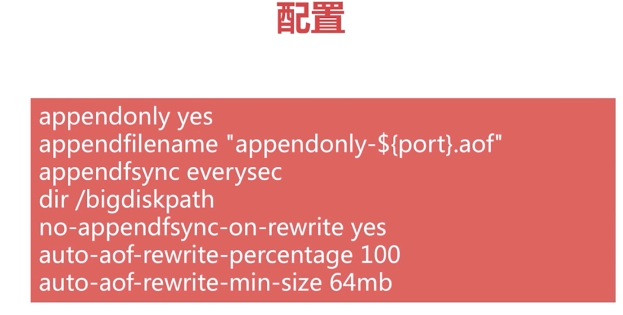 配置
appendonly yes
appendfilename "appendonly-${port}.aof"
appendfsync everysec
dir /bigdiskpath
no-appendfsync-on-rewrite yes
auto-aof-rewrite-percentage 100
auto-aof-rewrite-min-size 64mb